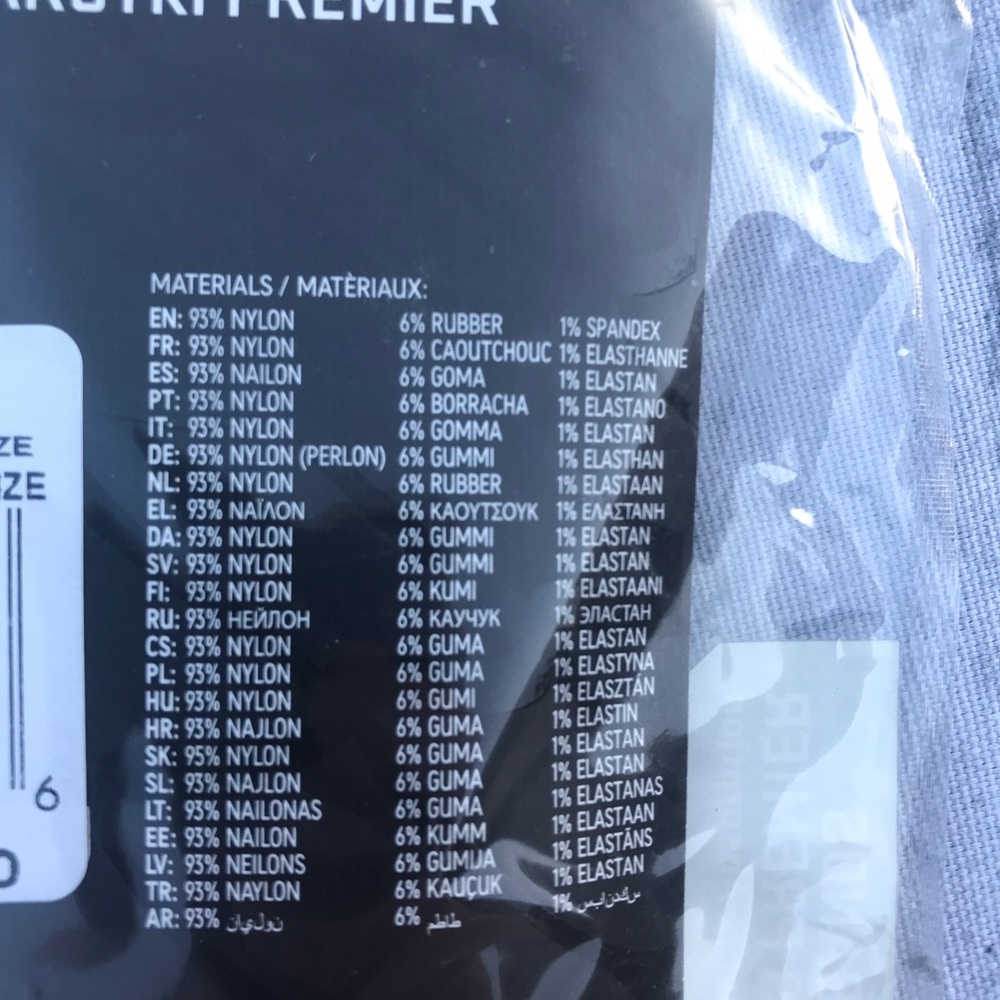 PREMIER
MATERIALS / MATÈRIAUX:
EN: 93% NYLON 6% RUBBER 1% SPANDEX
FR: 93% NYLON 6% CAOUTCHOUC 1% ELASTHANNE
ES: 93% NAILON 6% GOMA 1% ELASTAN
PT: 93% NYLON 6% BORRACHA 1% ELASTANO
IT: 93% NYLON 6% GOMMA 1% ELASTAN
DE: 93% NYLON (PERLON) 6% GUMMI 1% ELASTHAN
NL: 93% NYLON 6% RUBBER 1% ELASTAAN
EL: 93% ΝΑΪΛΟΝ 6% ΚΑΟΥΤΣΟΥΚ 1% ΕΛΑΣΤΑΝΗ
DA: 93% NYLON 6% GUMMI 1% ELASTAN
SV: 93% NYLON 6% GUMMI 1% ELASTAN
FI: 93% NYLON 6% KUMI 1% ELASTAANI
RU: 93% НЕЙЛОН 6% КАУЧУК 1% ЭЛАСТАН
CS: 93% NYLON 6% GUMA 1% ELASTAN
PL: 93% NYLON 6% GUMA 1% ELASTYNA
HU: 93% NYLON 6% GUMI 1% ELASZTÁN
HR: 93% NAJLON 6% GUMA 1% ELASTIN
SK: 95% NYLON 6% GUMA 1% ELASTAN
SL: 93% NAJLON 6% GUMA 1% ELASTAN
LT: 93% NAILONAS 6% GUMA 1% ELASTANAS
EE: 93% NAILON 6% KUMM 1% ELASTAAN
LV: 93% NEILONS 6% GUMIJA 1% ELASTĀNS
TR: 93% NAYLON 6% KAUÇUK 1% ELASTAN
AR: 93% 6% 1%
6